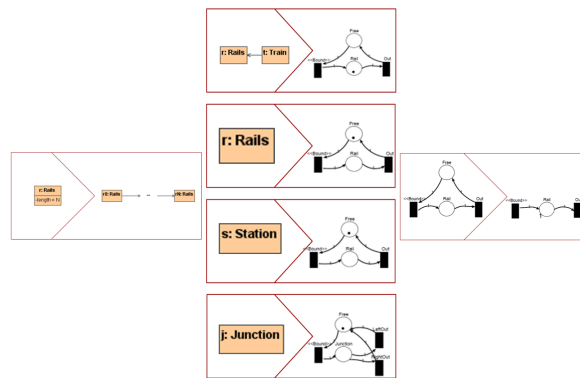 Free
r: Rails
t: Train
<<Bound>>
Rail
Out
Free
r: Rails
<<Bound>>
Rail
Out
r: Rails
-length = N
r0: Rails
...
rN: Rails
Free
<<Bound>>
Rail
Out
<<Bound>>
Rail
Out
Free
s: Station
<<Bound>>
Rail
Out
Free
LeftOut
j: Junction
<<Bound>>
Junction
RightOut